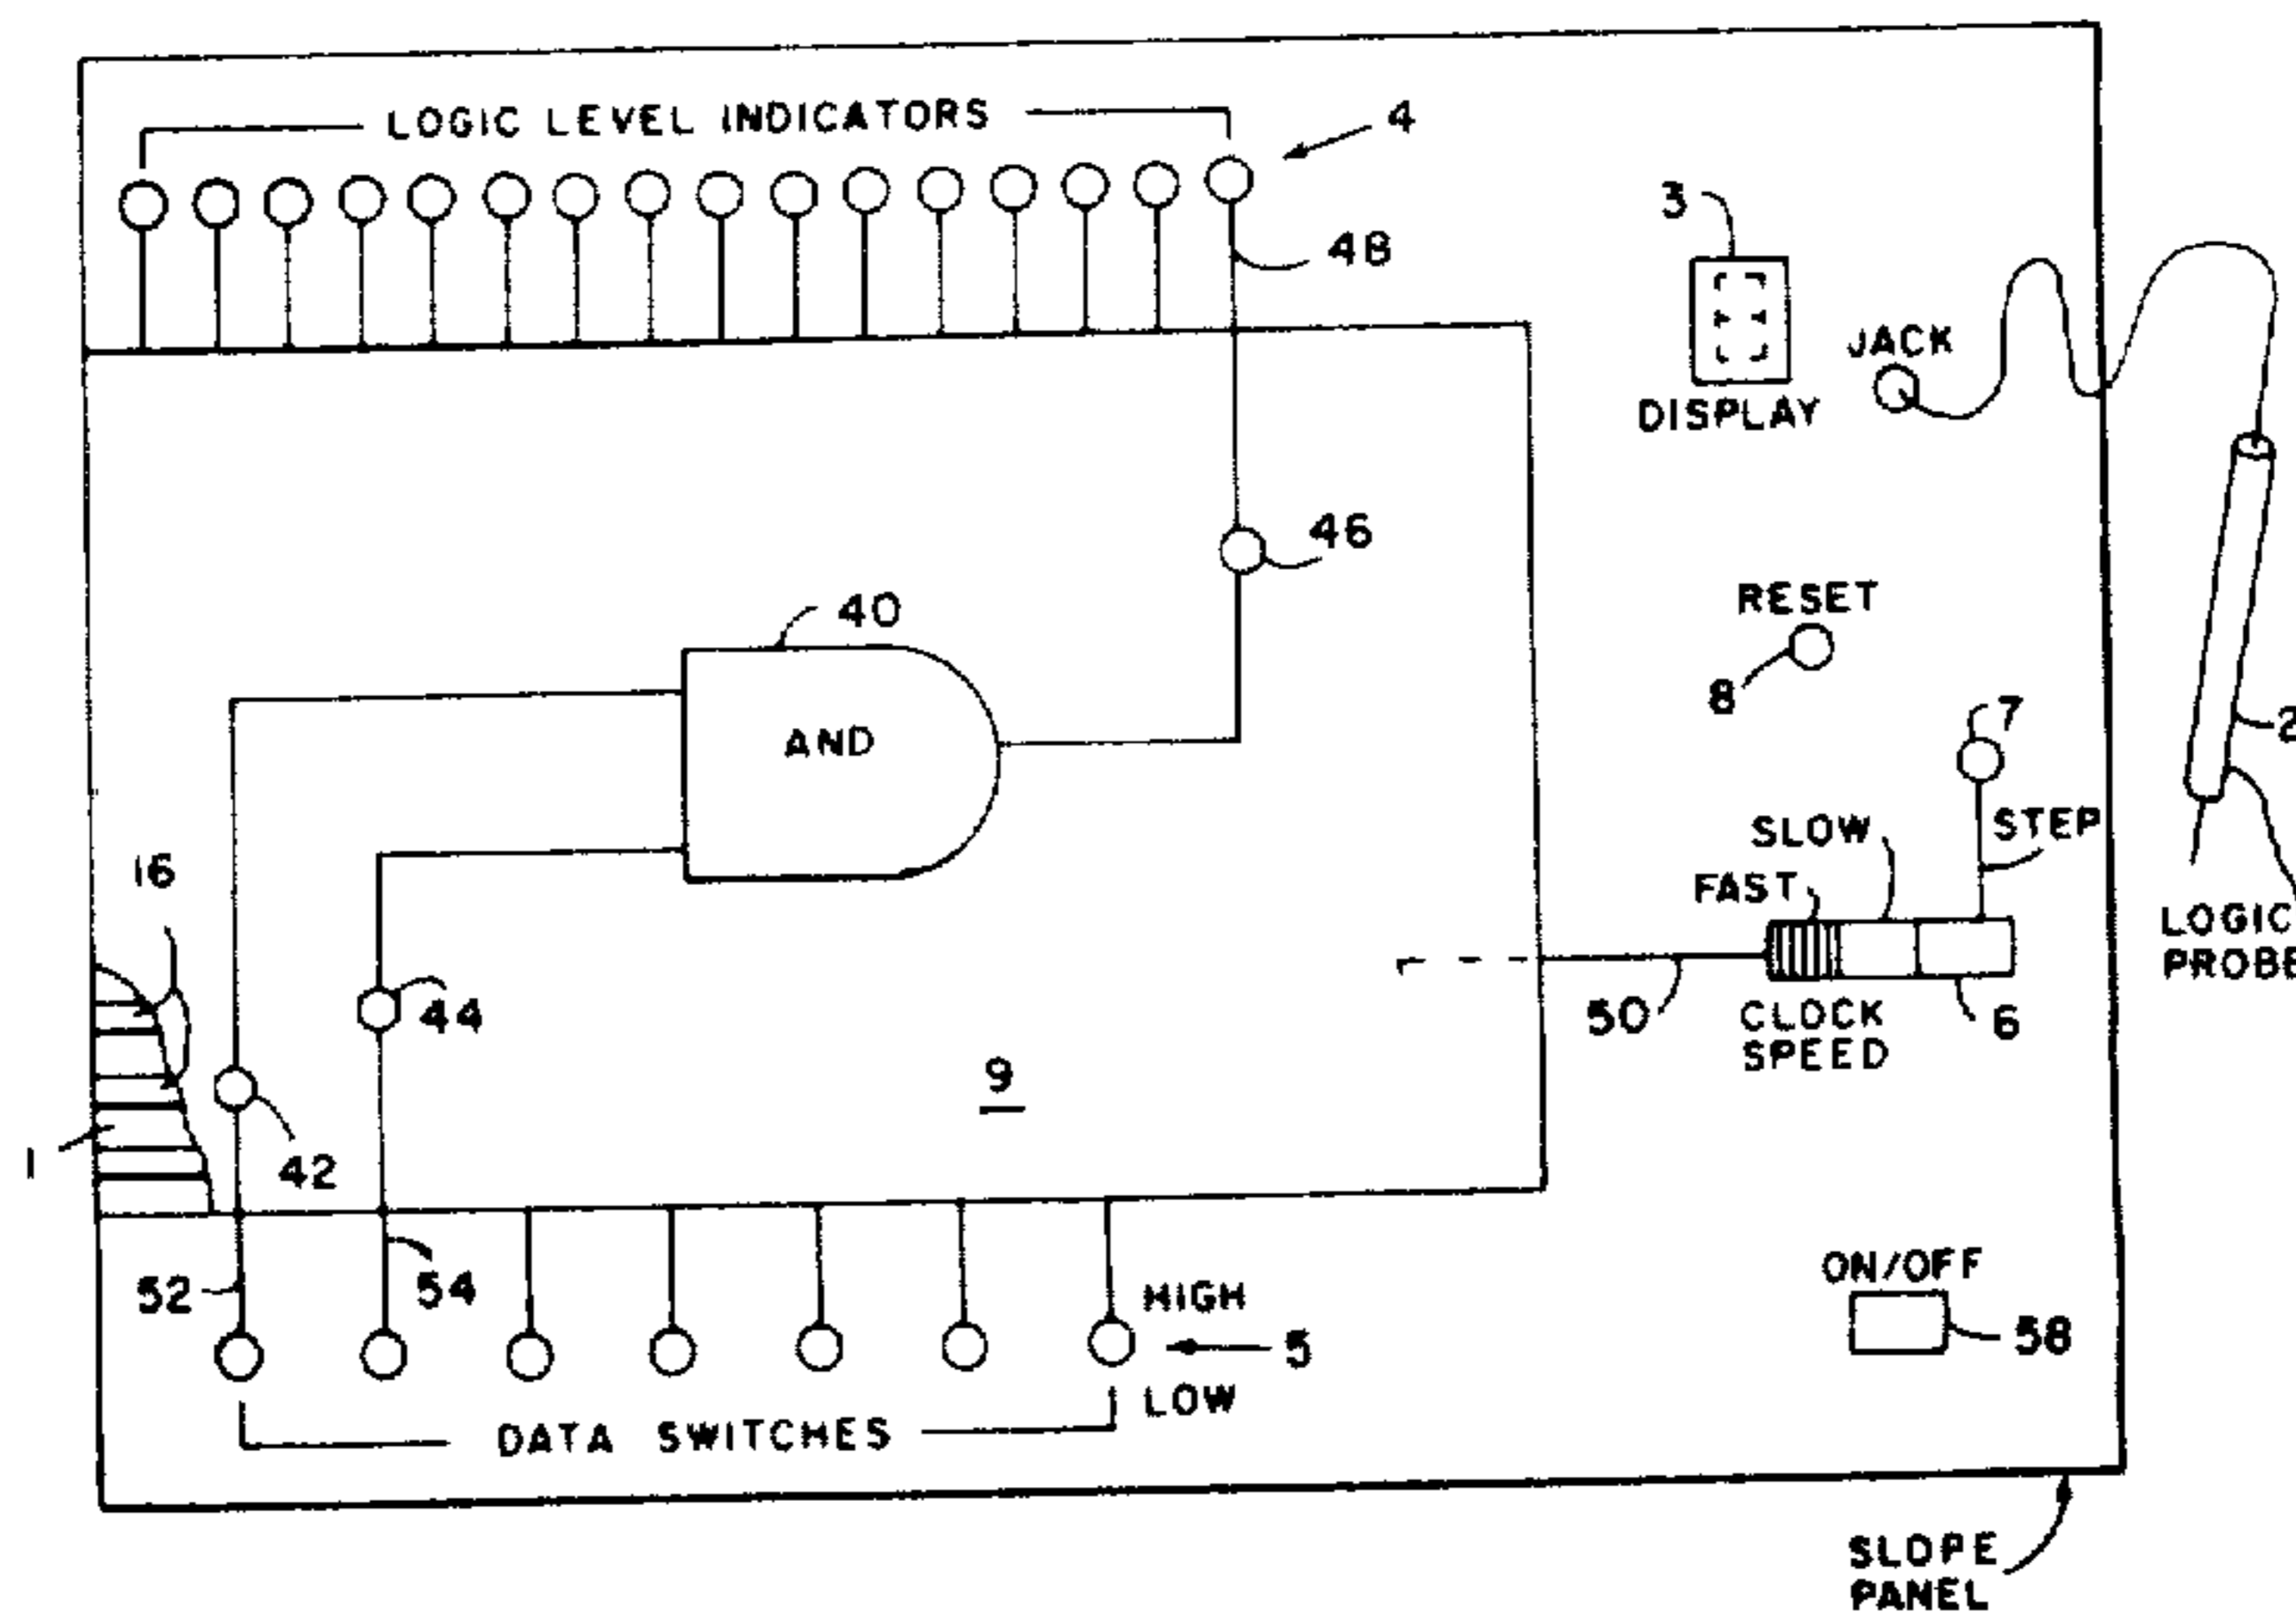 LOGIC LEVEL INDICATORS
4
48
3
DISPLAY
JACK
46
40
AND
RESET
8
7
2
SLOW
STEP
FAST
16
LOGIC
PROBE
44
50
CLOCK
SPEED
6
9
1
42
52
54
HIGH
5
LOW
ON/OFF
58
DATA SWITCHES
SLOPE
PANEL